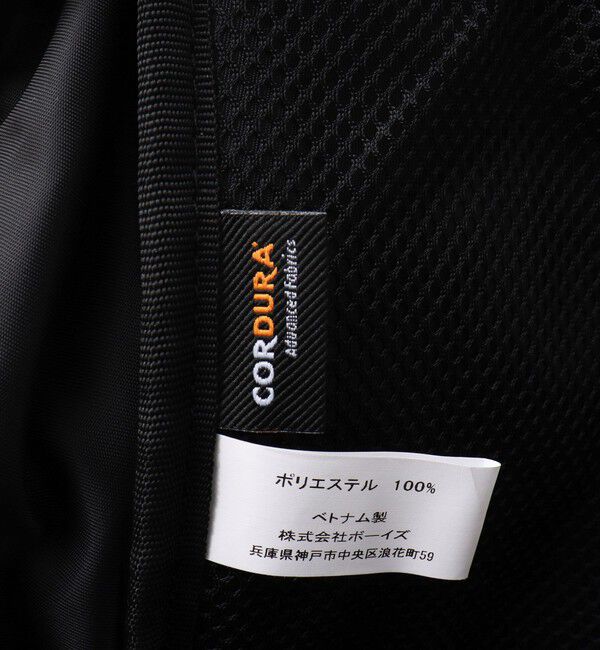 CORDURA®
Advanced Fabrics
ポリエステル 100%
ベトナム製
株式会社ボーイズ
兵庫県神戸市中央区浪花町59